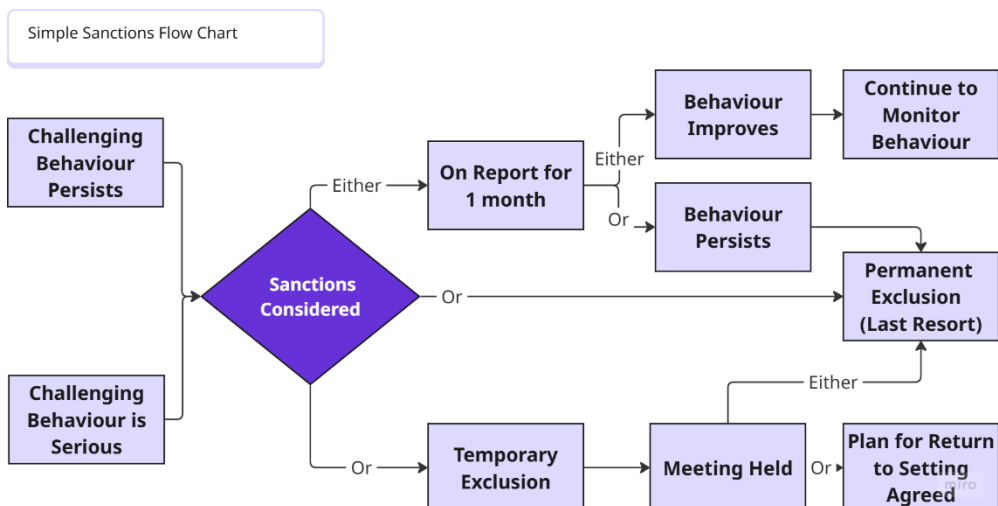 Simple Sanctions Flow Chart
Challenging
Behaviour
Persists
Challenging
Behaviour is
Serious
Sanctions
Considered
Either
Or
Or
On Report for
1 month
Either
Or
Behaviour
Improves
Continue to
Monitor
Behaviour
Behaviour
Persists
Permanent
Exclusion
(Last Resort)
Temporary
Exclusion
Meeting Held
Either
Or
Plan for Return
to Setting
Agreed
miro